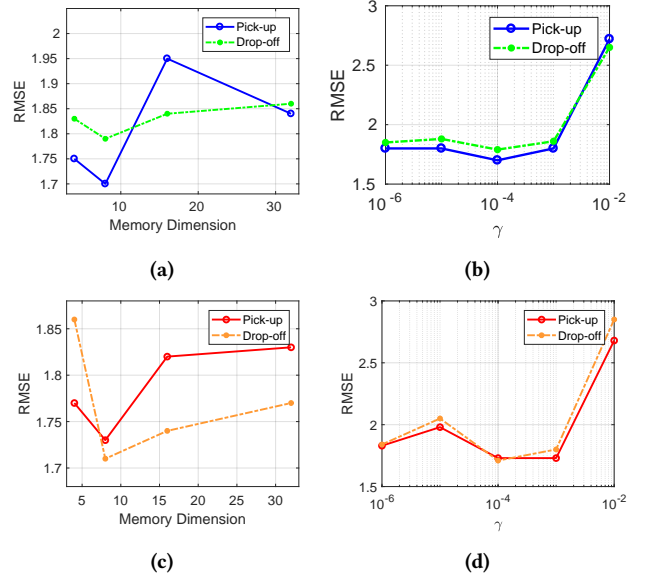 2
1.95
1.9
1.85
1.8
1.75
1.7
RMSE
10
20
30
Memory Dimension
Pick-up
Drop-off
(a)
3
2.5
2
1.5
RMSE
10^-6
10^-4
10^-2
γ
Pick-up
Drop-off
(b)
1.85
1.8
1.75
1.7
RMSE
5
10
15
20
25
30
Memory Dimension
Pick-up
Drop-off
(c)
3
2.5
2
1.5
RMSE
10^-6
10^-4
10^-2
γ
Pick-up
Drop-off
(d)